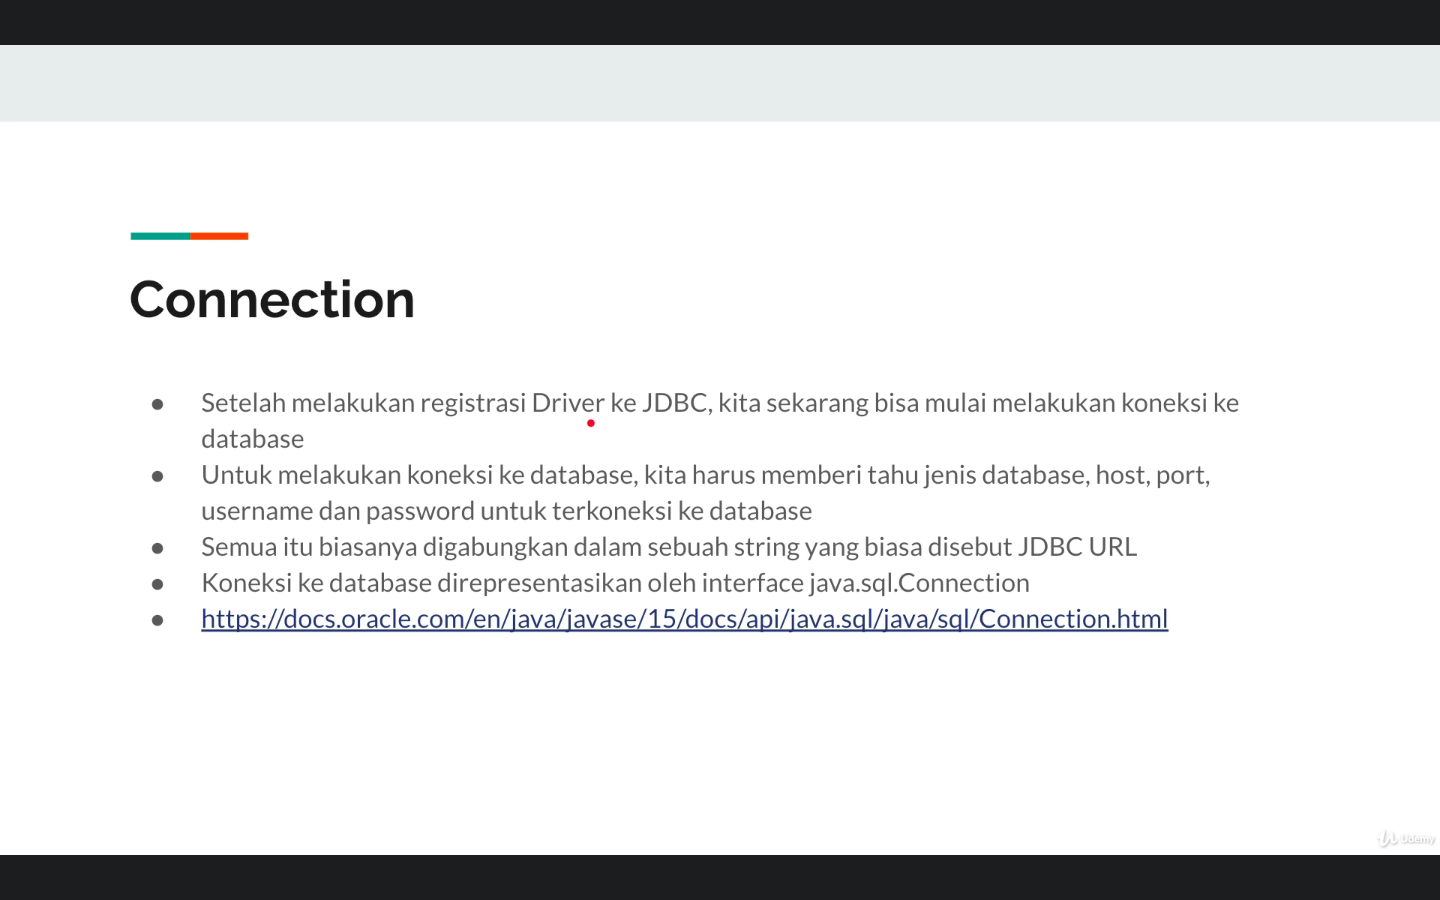 Connection
● Setelah melakukan registrasi Driver ke JDBC, kita sekarang bisa mulai melakukan koneksi ke
database
● Untuk melakukan koneksi ke database, kita harus memberi tahu jenis database, host, port,
username dan password untuk terkoneksi ke database
● Semua itu biasanya digabungkan dalam sebuah string yang biasa disebut JDBC URL
● Koneksi ke database direpresentasikan oleh interface java.sql.Connection
● https://docs.oracle.com/en/java/javase/15/docs/api/java.sql/java/sql/Connection.html
Udemy